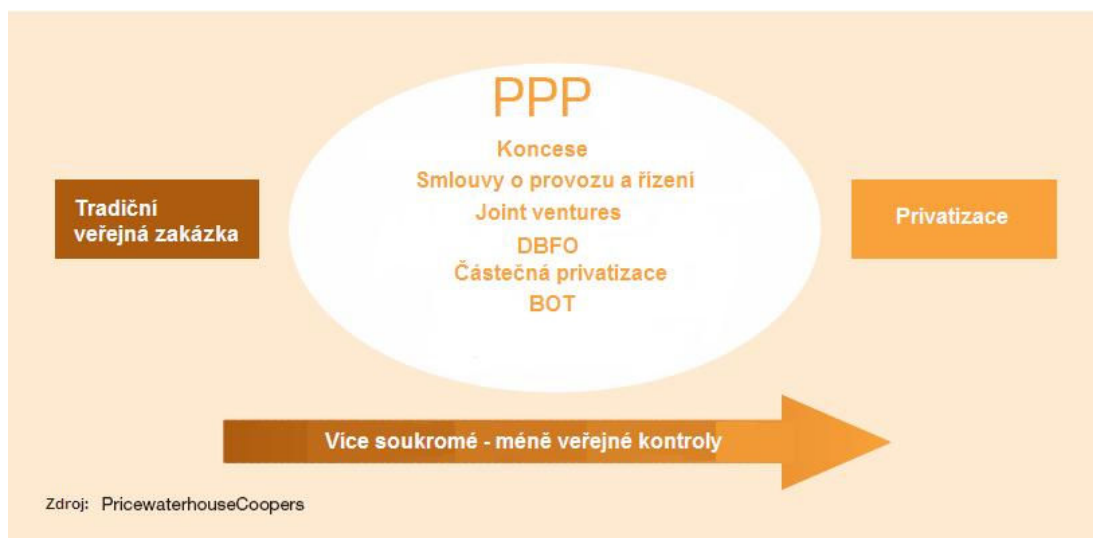 PPP
Koncese
Smlouvy o provozu a řízení
Joint ventures
DBFO
Částečná privatizace
BOT
Tradiční
veřejná zakázka
Privatizace
Více soukromé - méně veřejné kontroly
Zdroj: PricewaterhouseCoopers